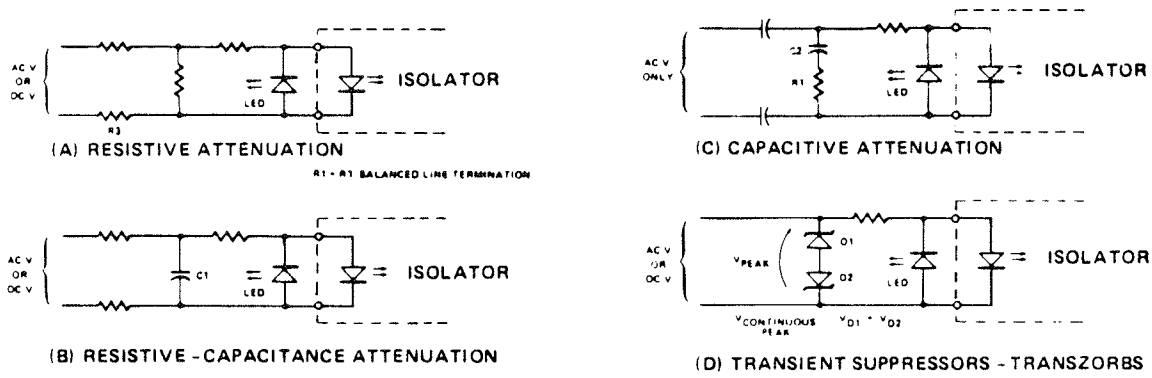 AC V
OR
DC V
R3
LED
ISOLATOR
(A) RESISTIVE ATTENUATION
R1 = R3 BALANCED LINE TERMINATION
AC V
OR
DC V
C1
LED
ISOLATOR
(B) RESISTIVE - CAPACITANCE ATTENUATION
AC V
ONLY
C2
R1
LED
ISOLATOR
(C) CAPACITIVE ATTENUATION
AC V
OR
DC V
VPEAK
D1
D2
LED
ISOLATOR
VCONTINUOUS VD1 = VD2
PEAK
(D) TRANSIENT SUPPRESSORS - TRANSZORBS